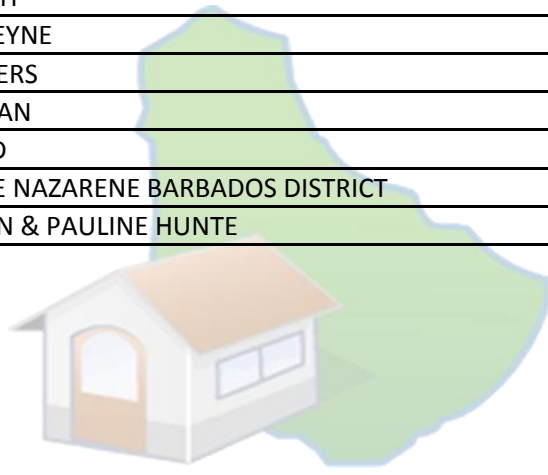 EYNE
ERS
AN
E NAZARENE BARBADOS DISTRICT
N & PAULINE HUNTE